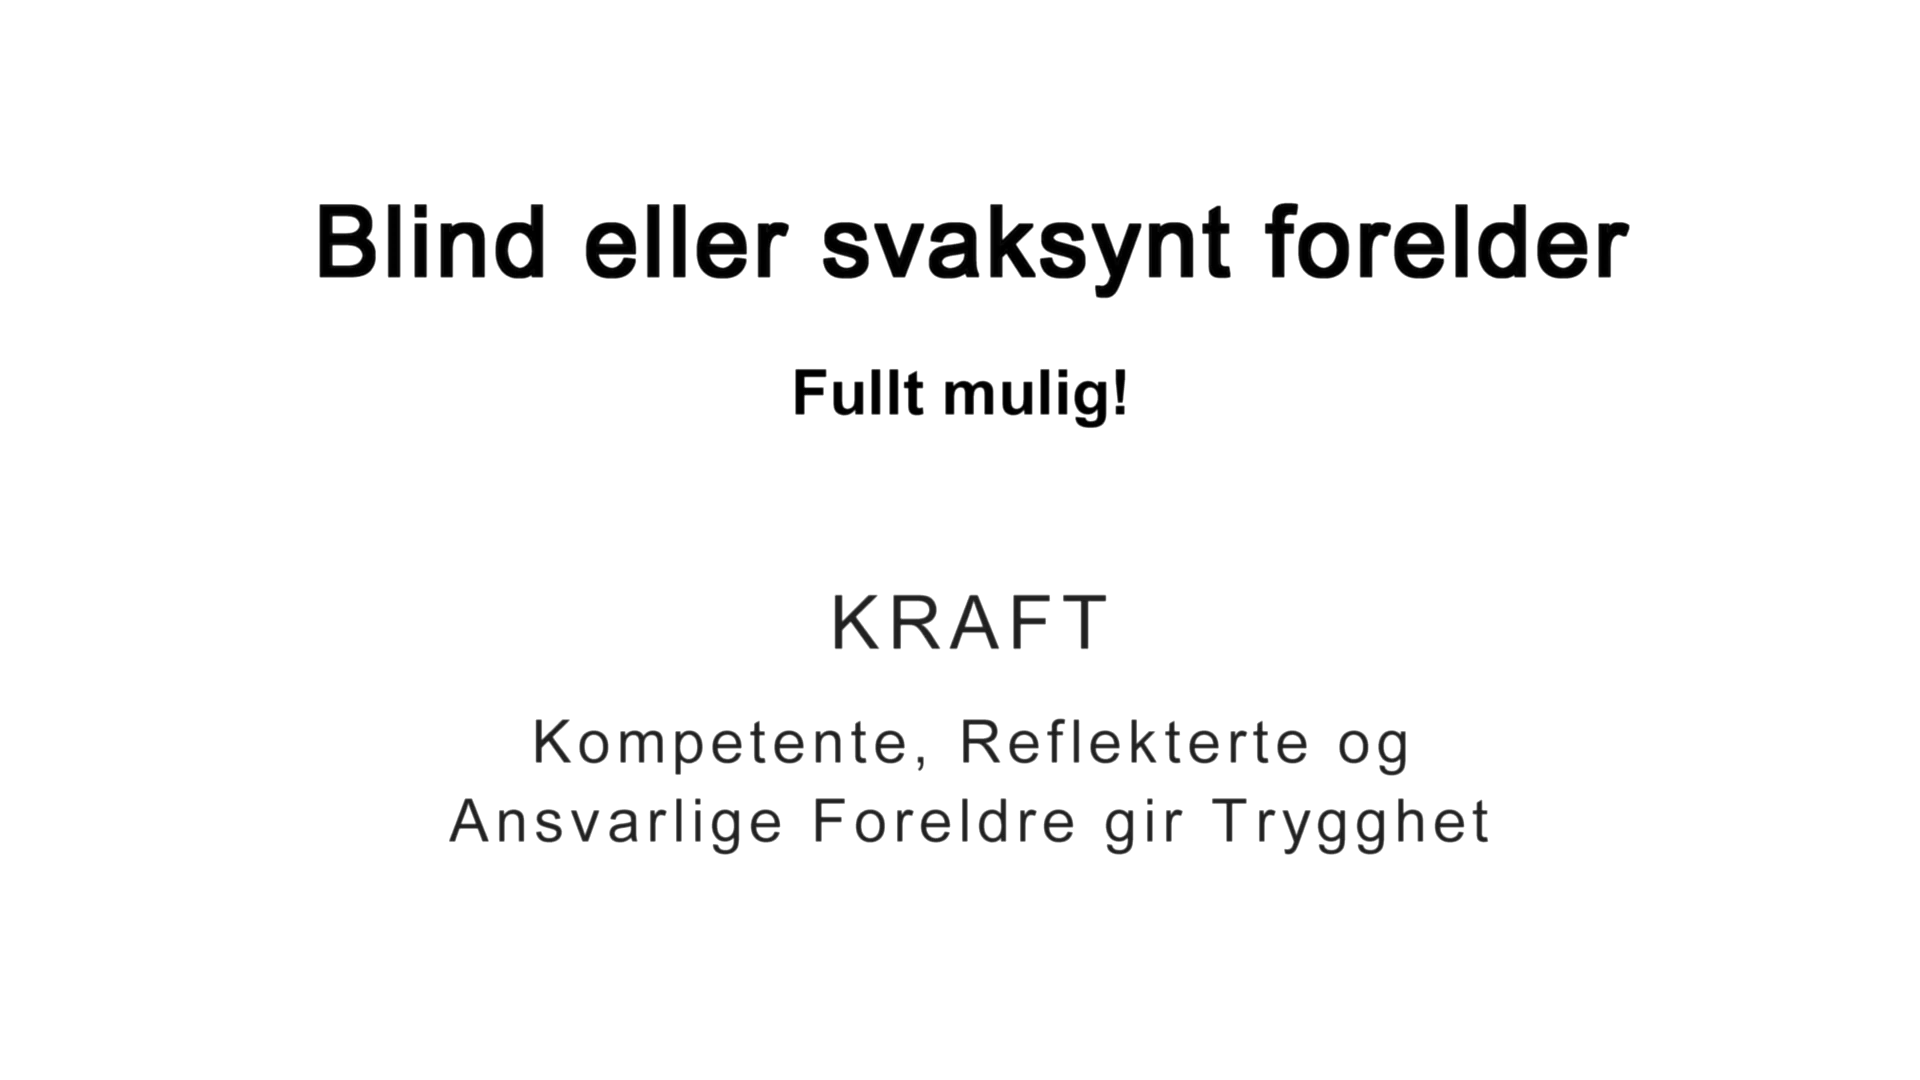 Blind eller svaksynt forelder
Fullt mulig!
KRAFT
Kompetente, Reflekterte og
Ansvarlige Foreldre gir Trygghet